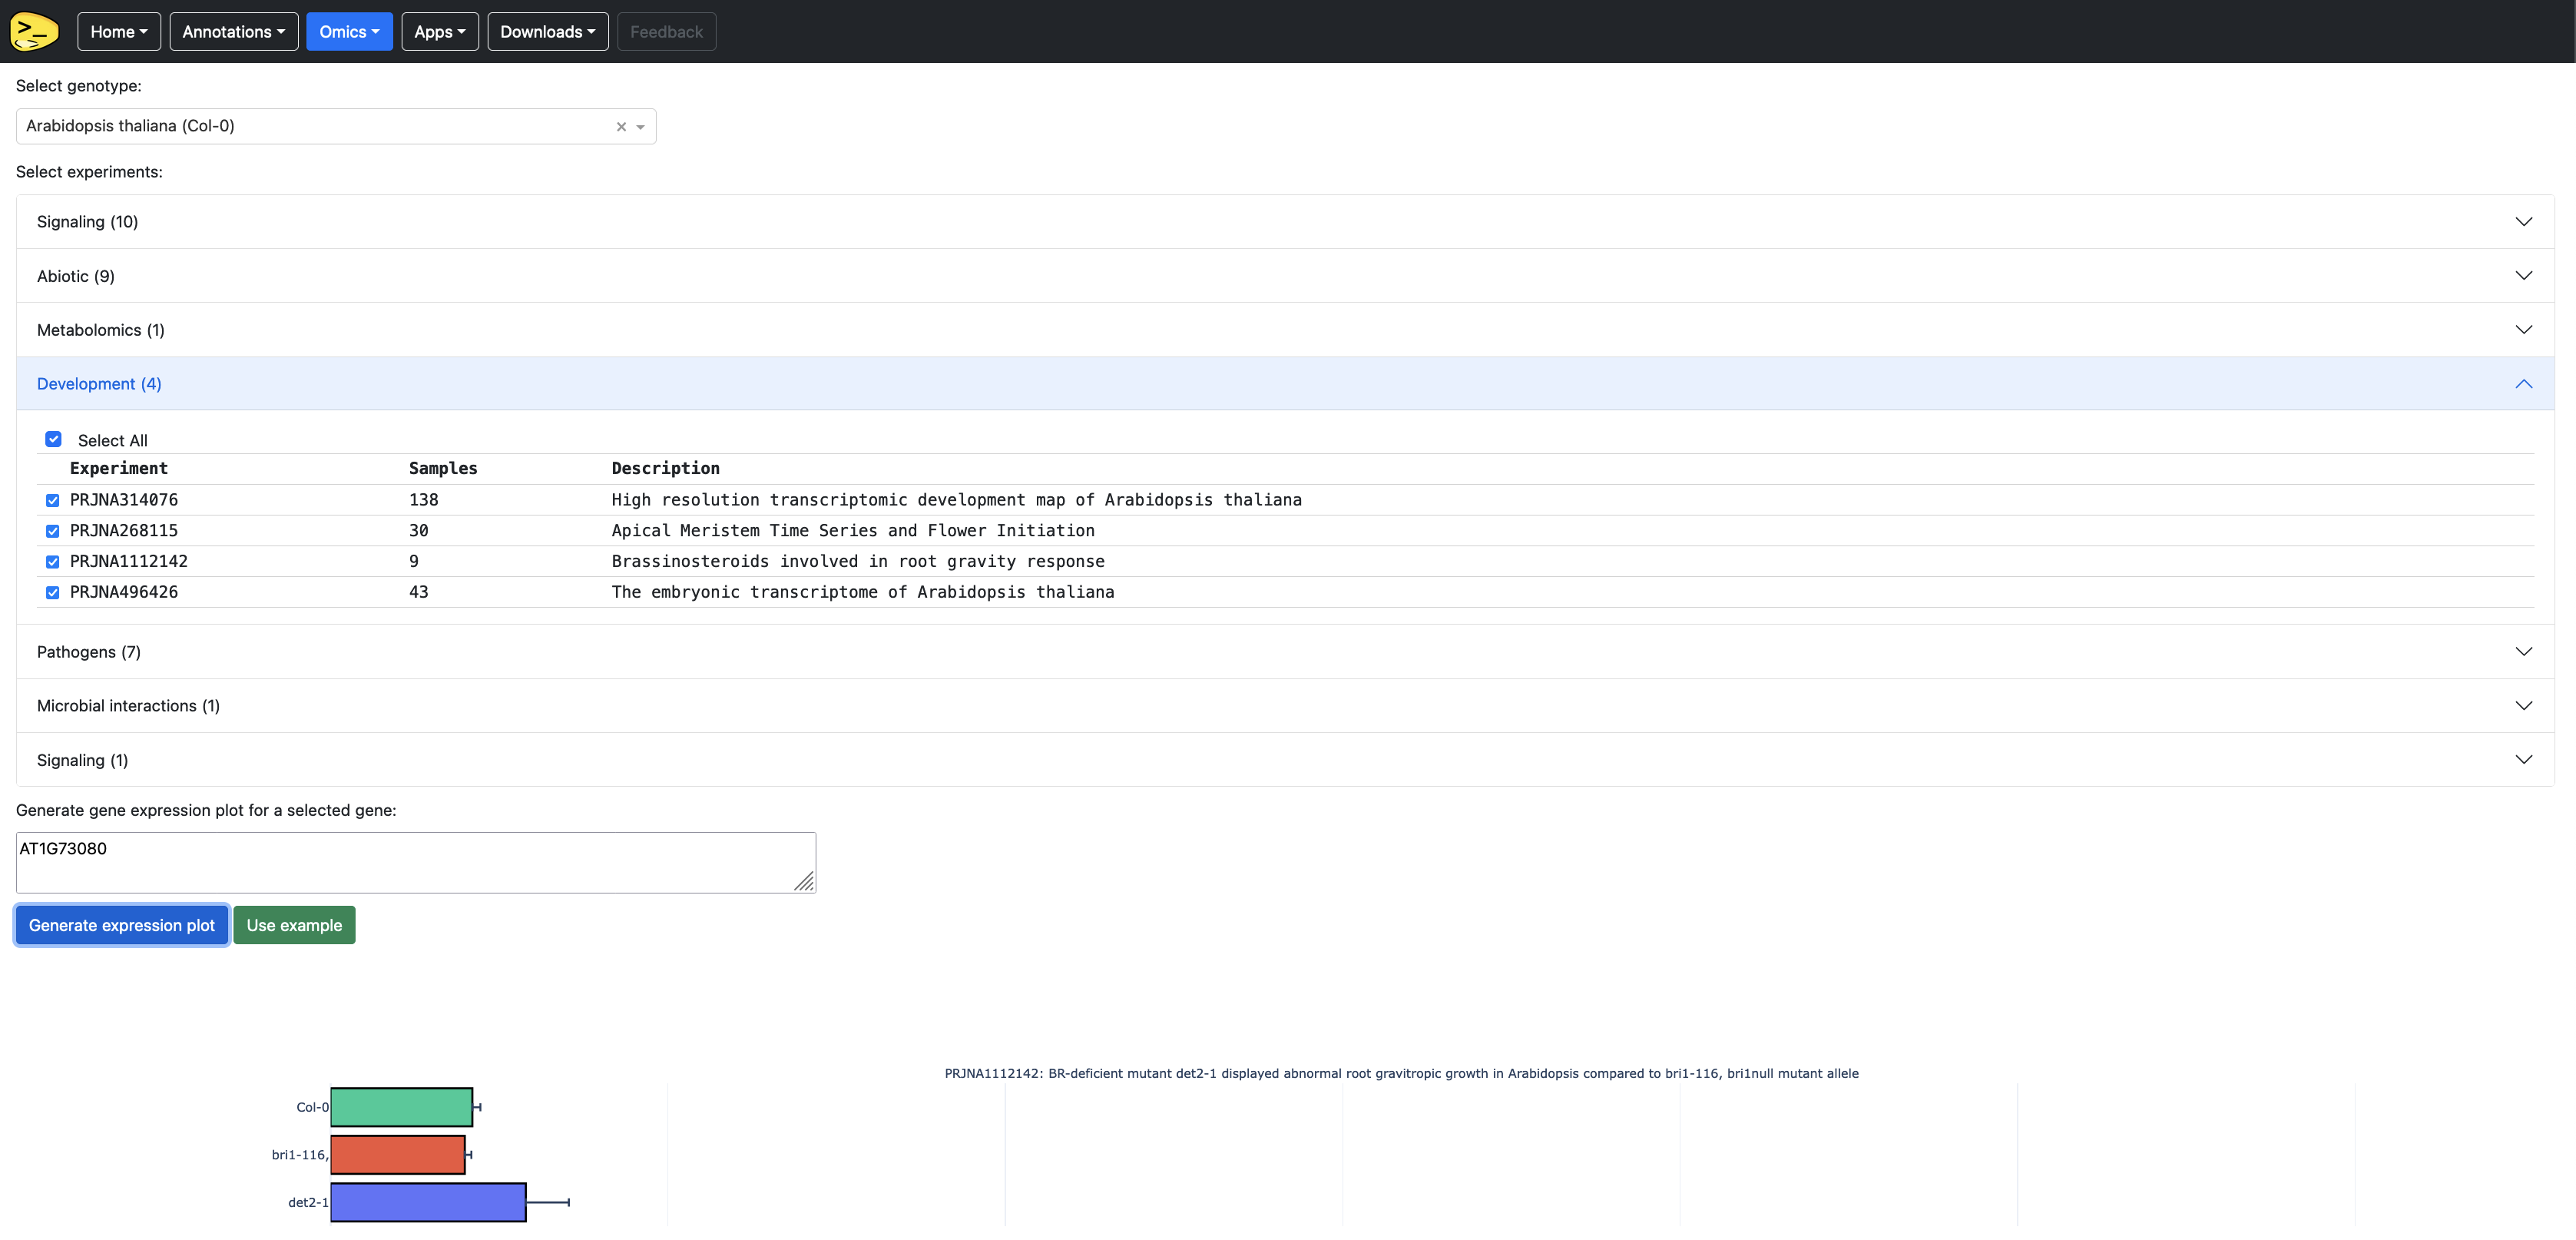 Home Annotations Omics Apps Downloads Feedback
Select genotype:
Arabidopsis thaliana (Col-0)
Select experiments:
Signaling (10)
Abiotic (9)
Metabolomics (1)
Development (4)
Select All
Experiment Samples Description
PRJNA314076 138 High resolution transcriptomic development map of Arabidopsis thaliana
PRJNA268115 30 Apical Meristem Time Series and Flower Initiation
PRJNA1112142 9 Brassinosteroids involved in root gravity response
PRJNA496426 43 The embryonic transcriptome of Arabidopsis thaliana
Pathogens (7)
Microbial interactions (1)
Signaling (1)
Generate gene expression plot for a selected gene:
AT1G73080
Generate expression plot Use example
PRJNA1112142: BR-deficient mutant det2-1 displayed abnormal root gravitropic growth in Arabidopsis compared to bri1-116, bri1null mutant allele
Col-0
bri1-116,
det2-1